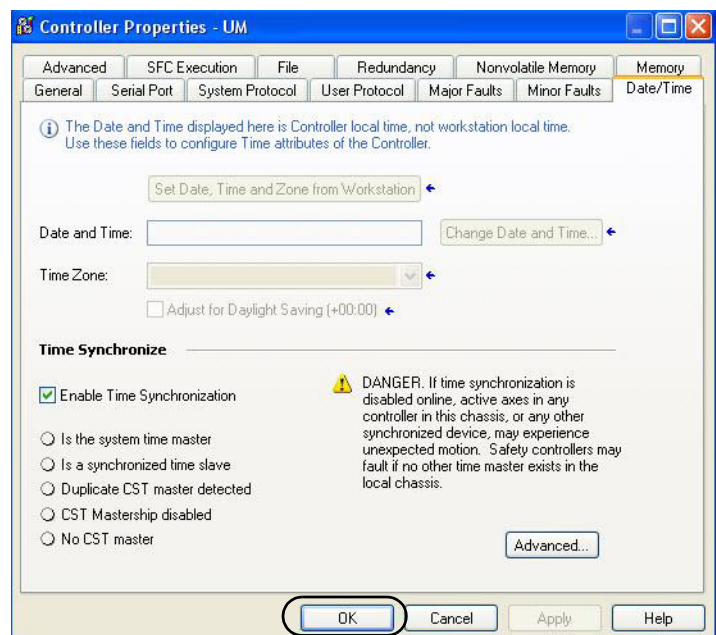 Controller Properties - UM
Advanced SFC Execution File Redundancy Nonvolatile Memory Memory
General Serial Port System Protocol User Protocol Major Faults Minor Faults Date/Time
The Date and Time displayed here is Controller local time, not workstation local time.
Use these fields to configure Time attributes of the Controller.
Set Date, Time and Zone from Workstation
Date and Time:
Change Date and Time...
Time Zone:
Adjust for Daylight Saving (+00:00)
Time Synchronize
Enable Time Synchronization
Is the system time master
Is a synchronized time slave
Duplicate CST master detected
CST Mastership disabled
No CST master
DANGER. If time synchronization is
disabled online, active axes in any
controller in this chassis, or any other
synchronized device, may experience
unexpected motion. Safety controllers may
fault if no other time master exists in the
local chassis.
Advanced...
OK Cancel Apply Help